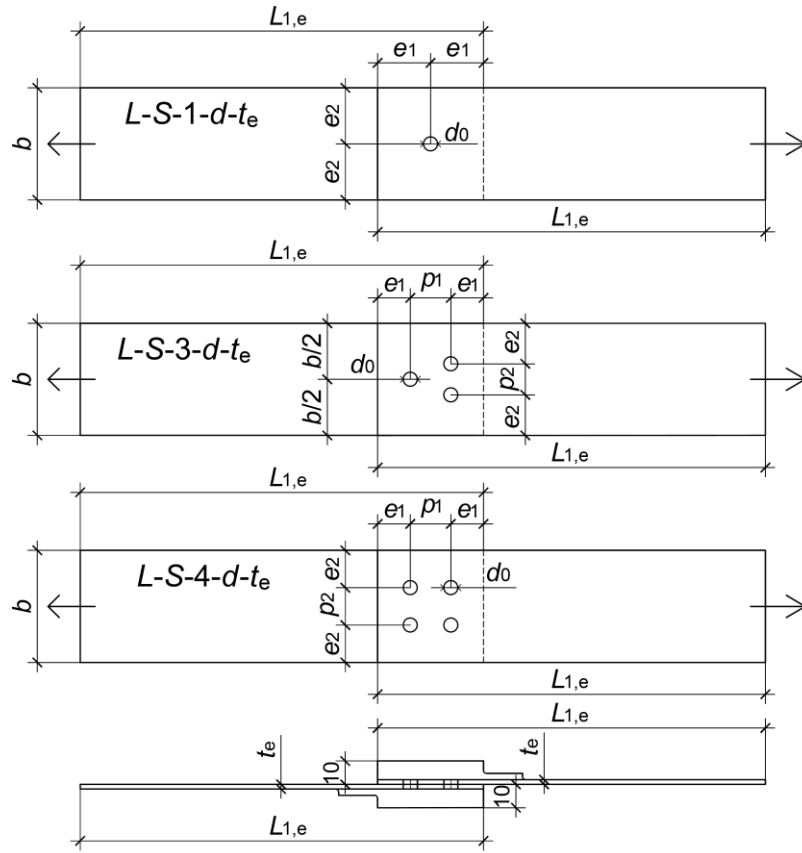 L1,e
e1 e1
b
L-S-1-d-te
e2
d0
e2
L1,e
L1,e
e1 p1 e1
b
L-S-3-d-te
b/2
e2
d0
p2
b/2
e2
L1,e
L1,e
e1 p1 e1
b
L-S-4-d-te
e2
d0
p2
e2
L1,e
L1,e
te
10
te
10
L1,e